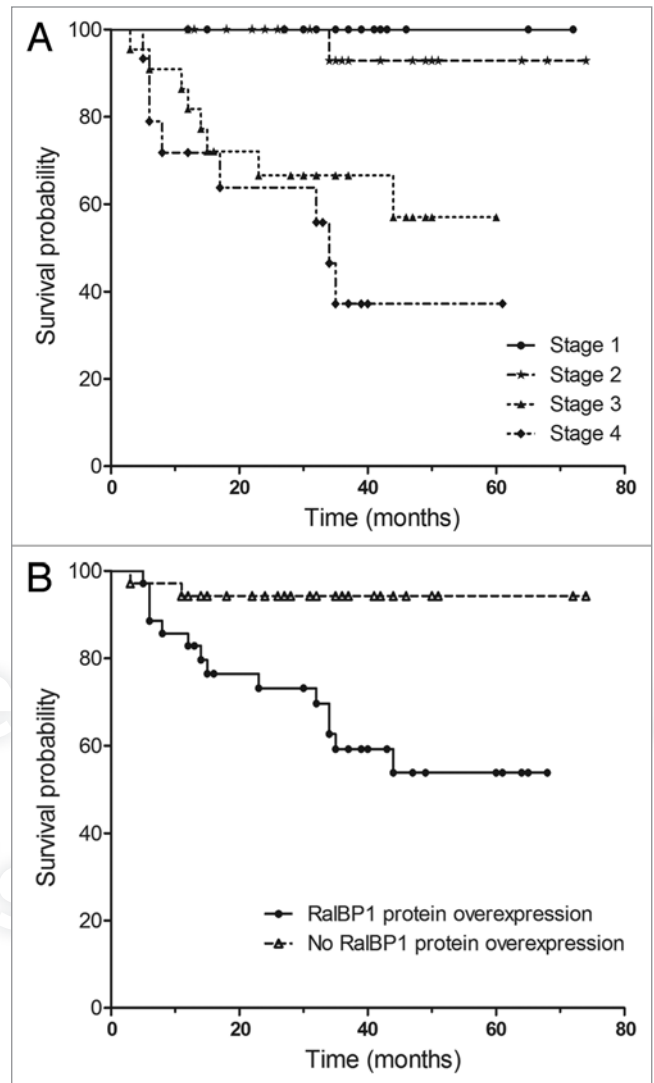 A
100
80
60
40
20
0
Survival probability
Stage 1
Stage 2
Stage 3
Stage 4
0 20 40 60 80
Time (months)
B
100
80
60
40
20
0
Survival probability
RalBP1 protein overexpression
No RalBP1 protein overexpression
0 20 40 60 80
Time (months)